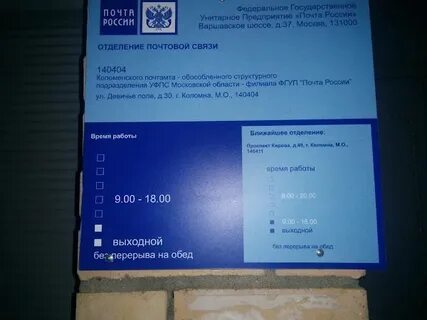 ПОЧТА
РОССИИ
Федеральное Государственное
Унитарное Предприятие «Почта России»
Варшавское шоссе, д.37, Москва, 131000
ОТДЕЛЕНИЕ ПОЧТОВОЙ СВЯЗИ
140404
Коломенского почтамта - обособленного структурного
подразделения УФПС Московской области - филиала ФГУП "Почта России"
ул. Девичье поле, д.30, г. Коломна, М.О., 140404
Время работы
9.00 - 18.00
выходной
без перерыва на обед
Ближайшее отделение:
Проспект Кирова, д.46, г. Коломна, М.О.,
140411
время работы
8.00 - 20.00
9.00 - 18.00
выходной
без перерыва на обед